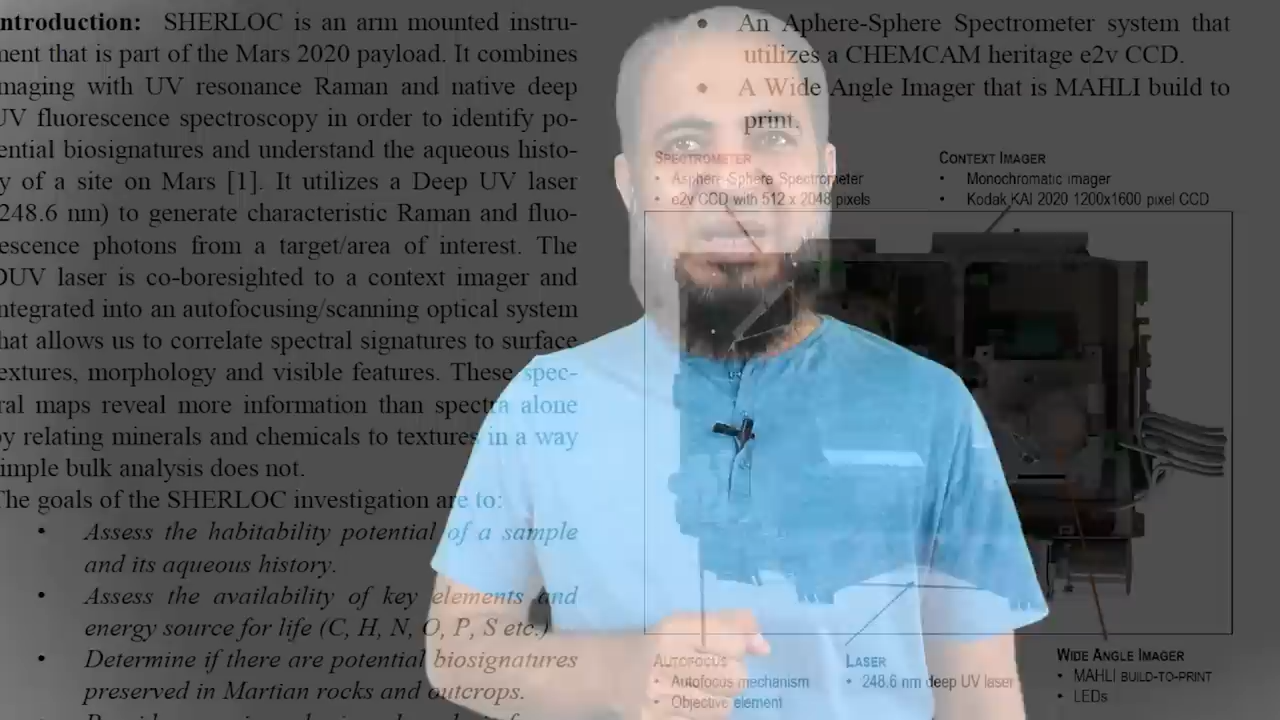 ntroduction: SHERLOC is an arm mounted instru-
ment that is part of the Mars 2020 payload. It combines
maging with UV resonance Raman and native deep
UV fluorescence spectroscopy in order to identify po-
ential biosignatures and understand the aqueous histo-
y of a site on Mars [1]. It utilizes a Deep UV laser
248.6 nm) to generate characteristic Raman and fluo-
escence photons from a target/area of interest. The
DUV laser is co-boresighted to a context imager and
ntegrated into an autofocusing/scanning optical system
hat allows us to correlate spectral signatures to surface
extures, morphology and visible features. These spec-
ral maps reveal more information than spectra alone
by relating minerals and chemicals to textures in a way
imple bulk analysis does not.
The goals of the SHERLOC investigation are to:
• Assess the habitability potential of a sample
and its aqueous history.
• Assess the availability of key elements and
energy source for life (C, H, N, O, P, S etc.)
• Determine if there are potential biosignatures
preserved in Martian rocks and outcrops.
• An Aphere-Sphere Spectrometer system that
utilizes a CHEMCAM heritage e2v CCD.
• A Wide Angle Imager that is MAHLI build to
print.
SPECTROMETER
• Asphere-Sphere Spectrometer
• e2v CCD with 512 x 2048 pixels
CONTEXT IMAGER
• Monochromatic imager
• Kodak KAI 2020 1200x1600 pixel CCD
AUTOFOCUS
• Autofocus mechanism
• Objective element
LASER
• 248.6 nm deep UV laser
WIDE ANGLE IMAGER
• MAHLI BUILD-TO-PRINT
• LEDs